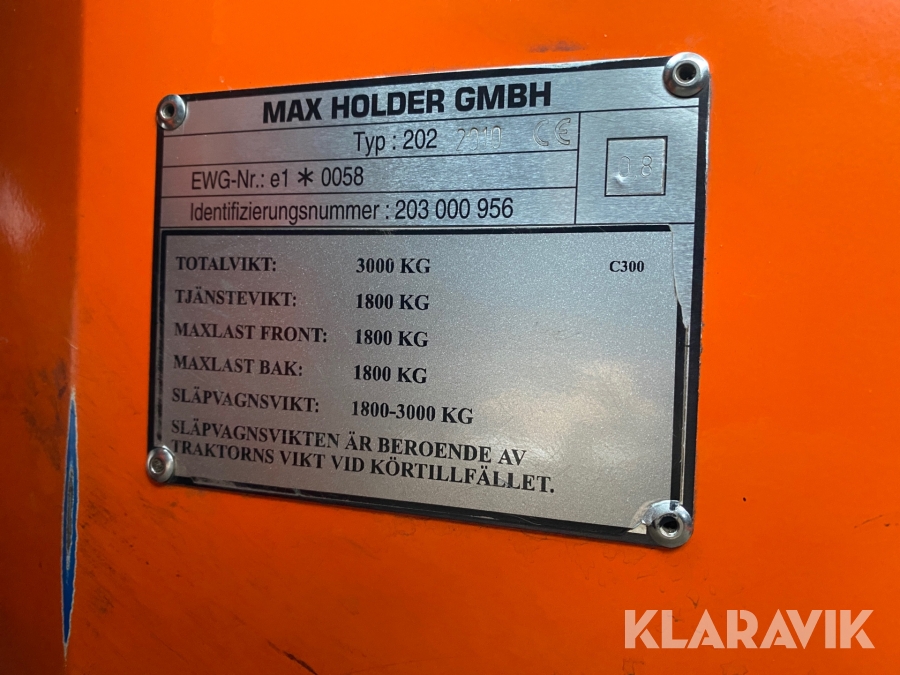 MAX HOLDER GMBH
Typ : 202 2010 CE
08
EWG-Nr.: e1 * 0058
Identifizierungsnummer : 203 000 956
TOTALVIKT: 3000 KG C300
TJÄNSTEVIKT: 1800 KG
MAXLAST FRONT: 1800 KG
MAXLAST BAK: 1800 KG
SLÄPVAGNSVIKT: 1800-3000 KG
SLÄPVAGNSVIKTEN ÄR BEROENDE AV
TRAKTORNS VIKT VID KÖRTILLFÄLLET.
KLARAVIK